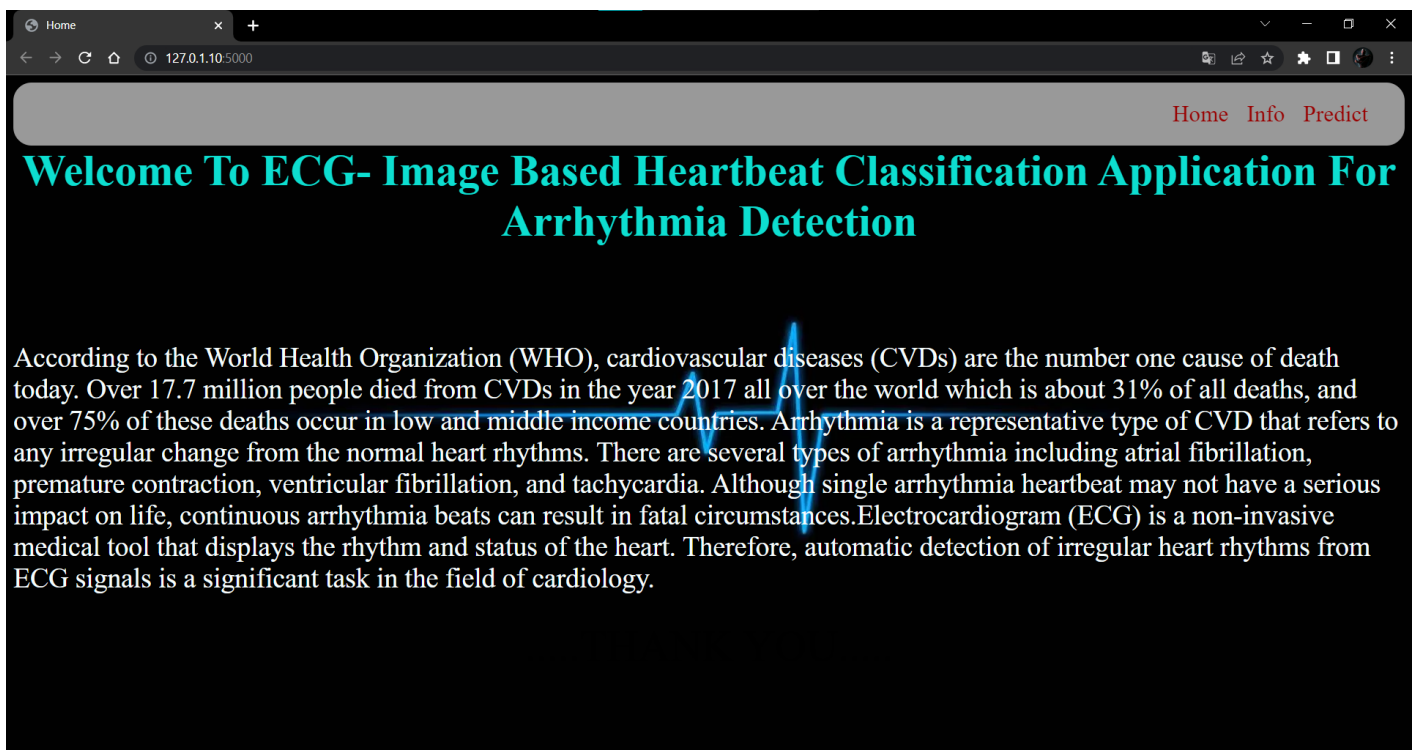 Home
127.0.1.10:5000
Home Info Predict
Welcome To ECG- Image Based Heartbeat Classification Application For
Arrhythmia Detection
According to the World Health Organization (WHO), cardiovascular diseases (CVDs) are the number one cause of death
today. Over 17.7 million people died from CVDs in the year 2017 all over the world which is about 31% of all deaths, and
over 75% of these deaths occur in low and middle income countries. Arrhythmia is a representative type of CVD that refers to
any irregular change from the normal heart rhythms. There are several types of arrhythmia including atrial fibrillation,
premature contraction, ventricular fibrillation, and tachycardia. Although single arrhythmia heartbeat may not have a serious
impact on life, continuous arrhythmia beats can result in fatal circumstances.Electrocardiogram (ECG) is a non-invasive
medical tool that displays the rhythm and status of the heart. Therefore, automatic detection of irregular heart rhythms from
ECG signals is a significant task in the field of cardiology.